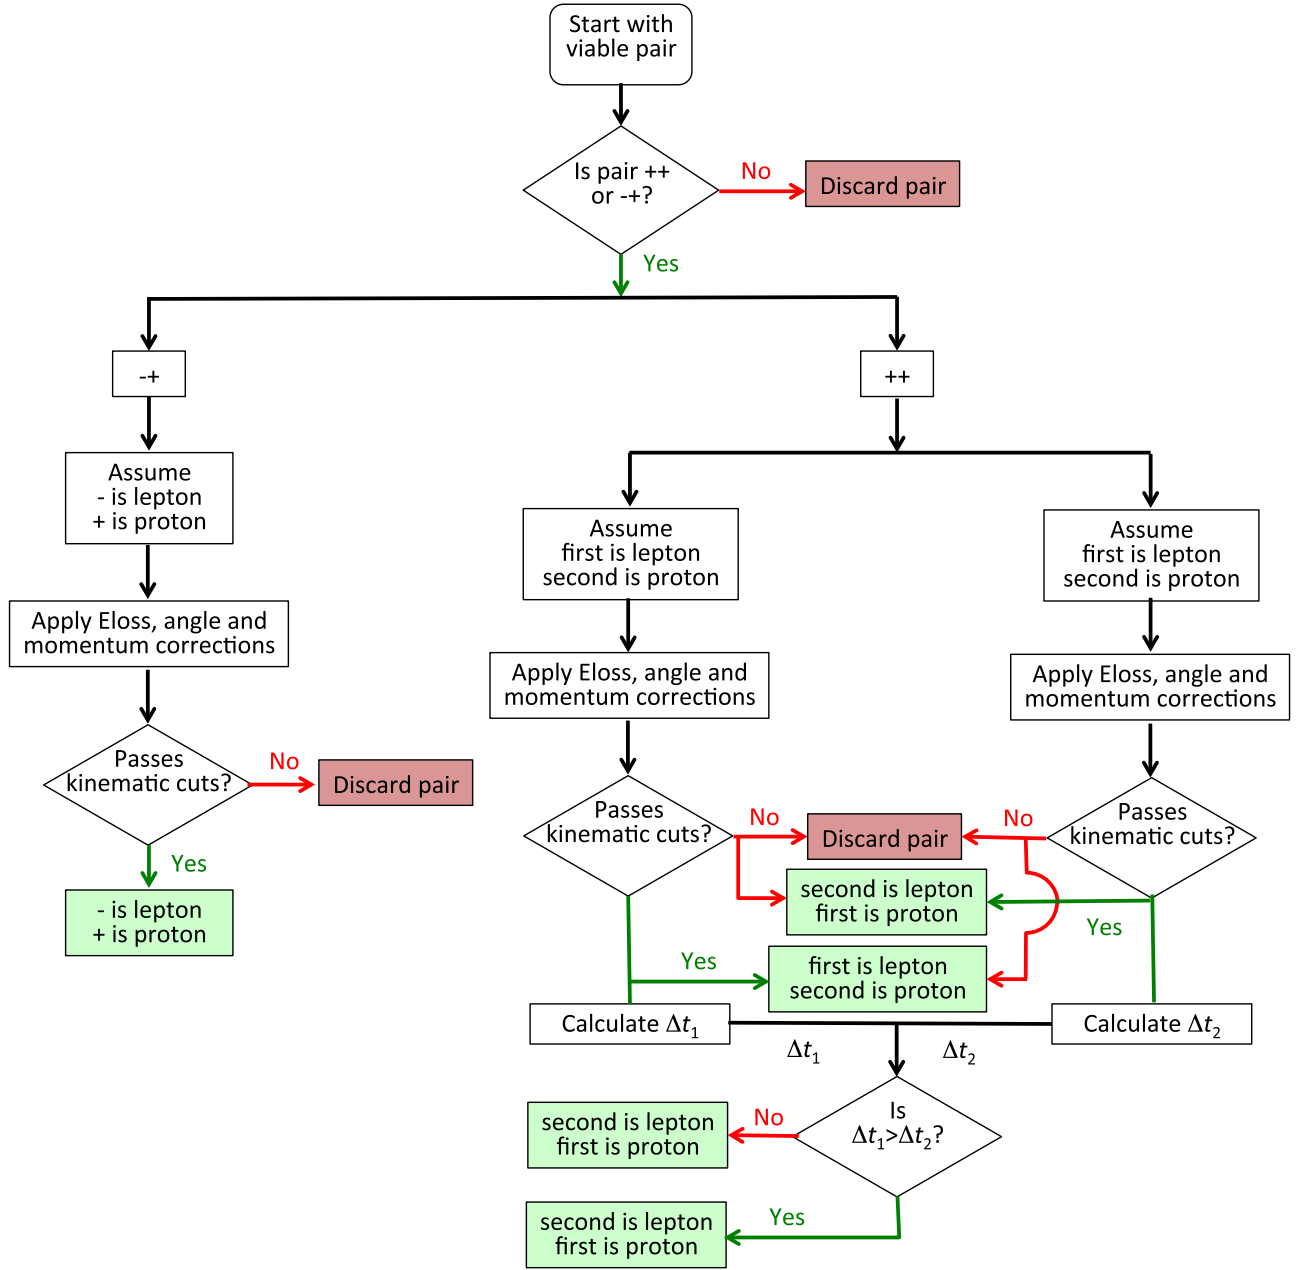 Start with
viable pair
Is pair ++
or -+?
No
Discard pair
Yes
-+
++
Assume
- is lepton
+ is proton
Assume
first is lepton
second is proton
Assume
first is lepton
second is proton
Apply Eloss, angle and
momentum corrections
Apply Eloss, angle and
momentum corrections
Apply Eloss, angle and
momentum corrections
Passes
kinematic cuts?
No
Discard pair
Yes
- is lepton
+ is proton
Passes
kinematic cuts?
No
Discard pair
No
Passes
kinematic cuts?
second is lepton
first is proton
Yes
Yes
first is lepton
second is proton
Calculate Δt₁
Calculate Δt₂
Δt₁
Δt₂
Is
Δt₁>Δt₂?
No
second is lepton
first is proton
Yes
second is lepton
first is proton